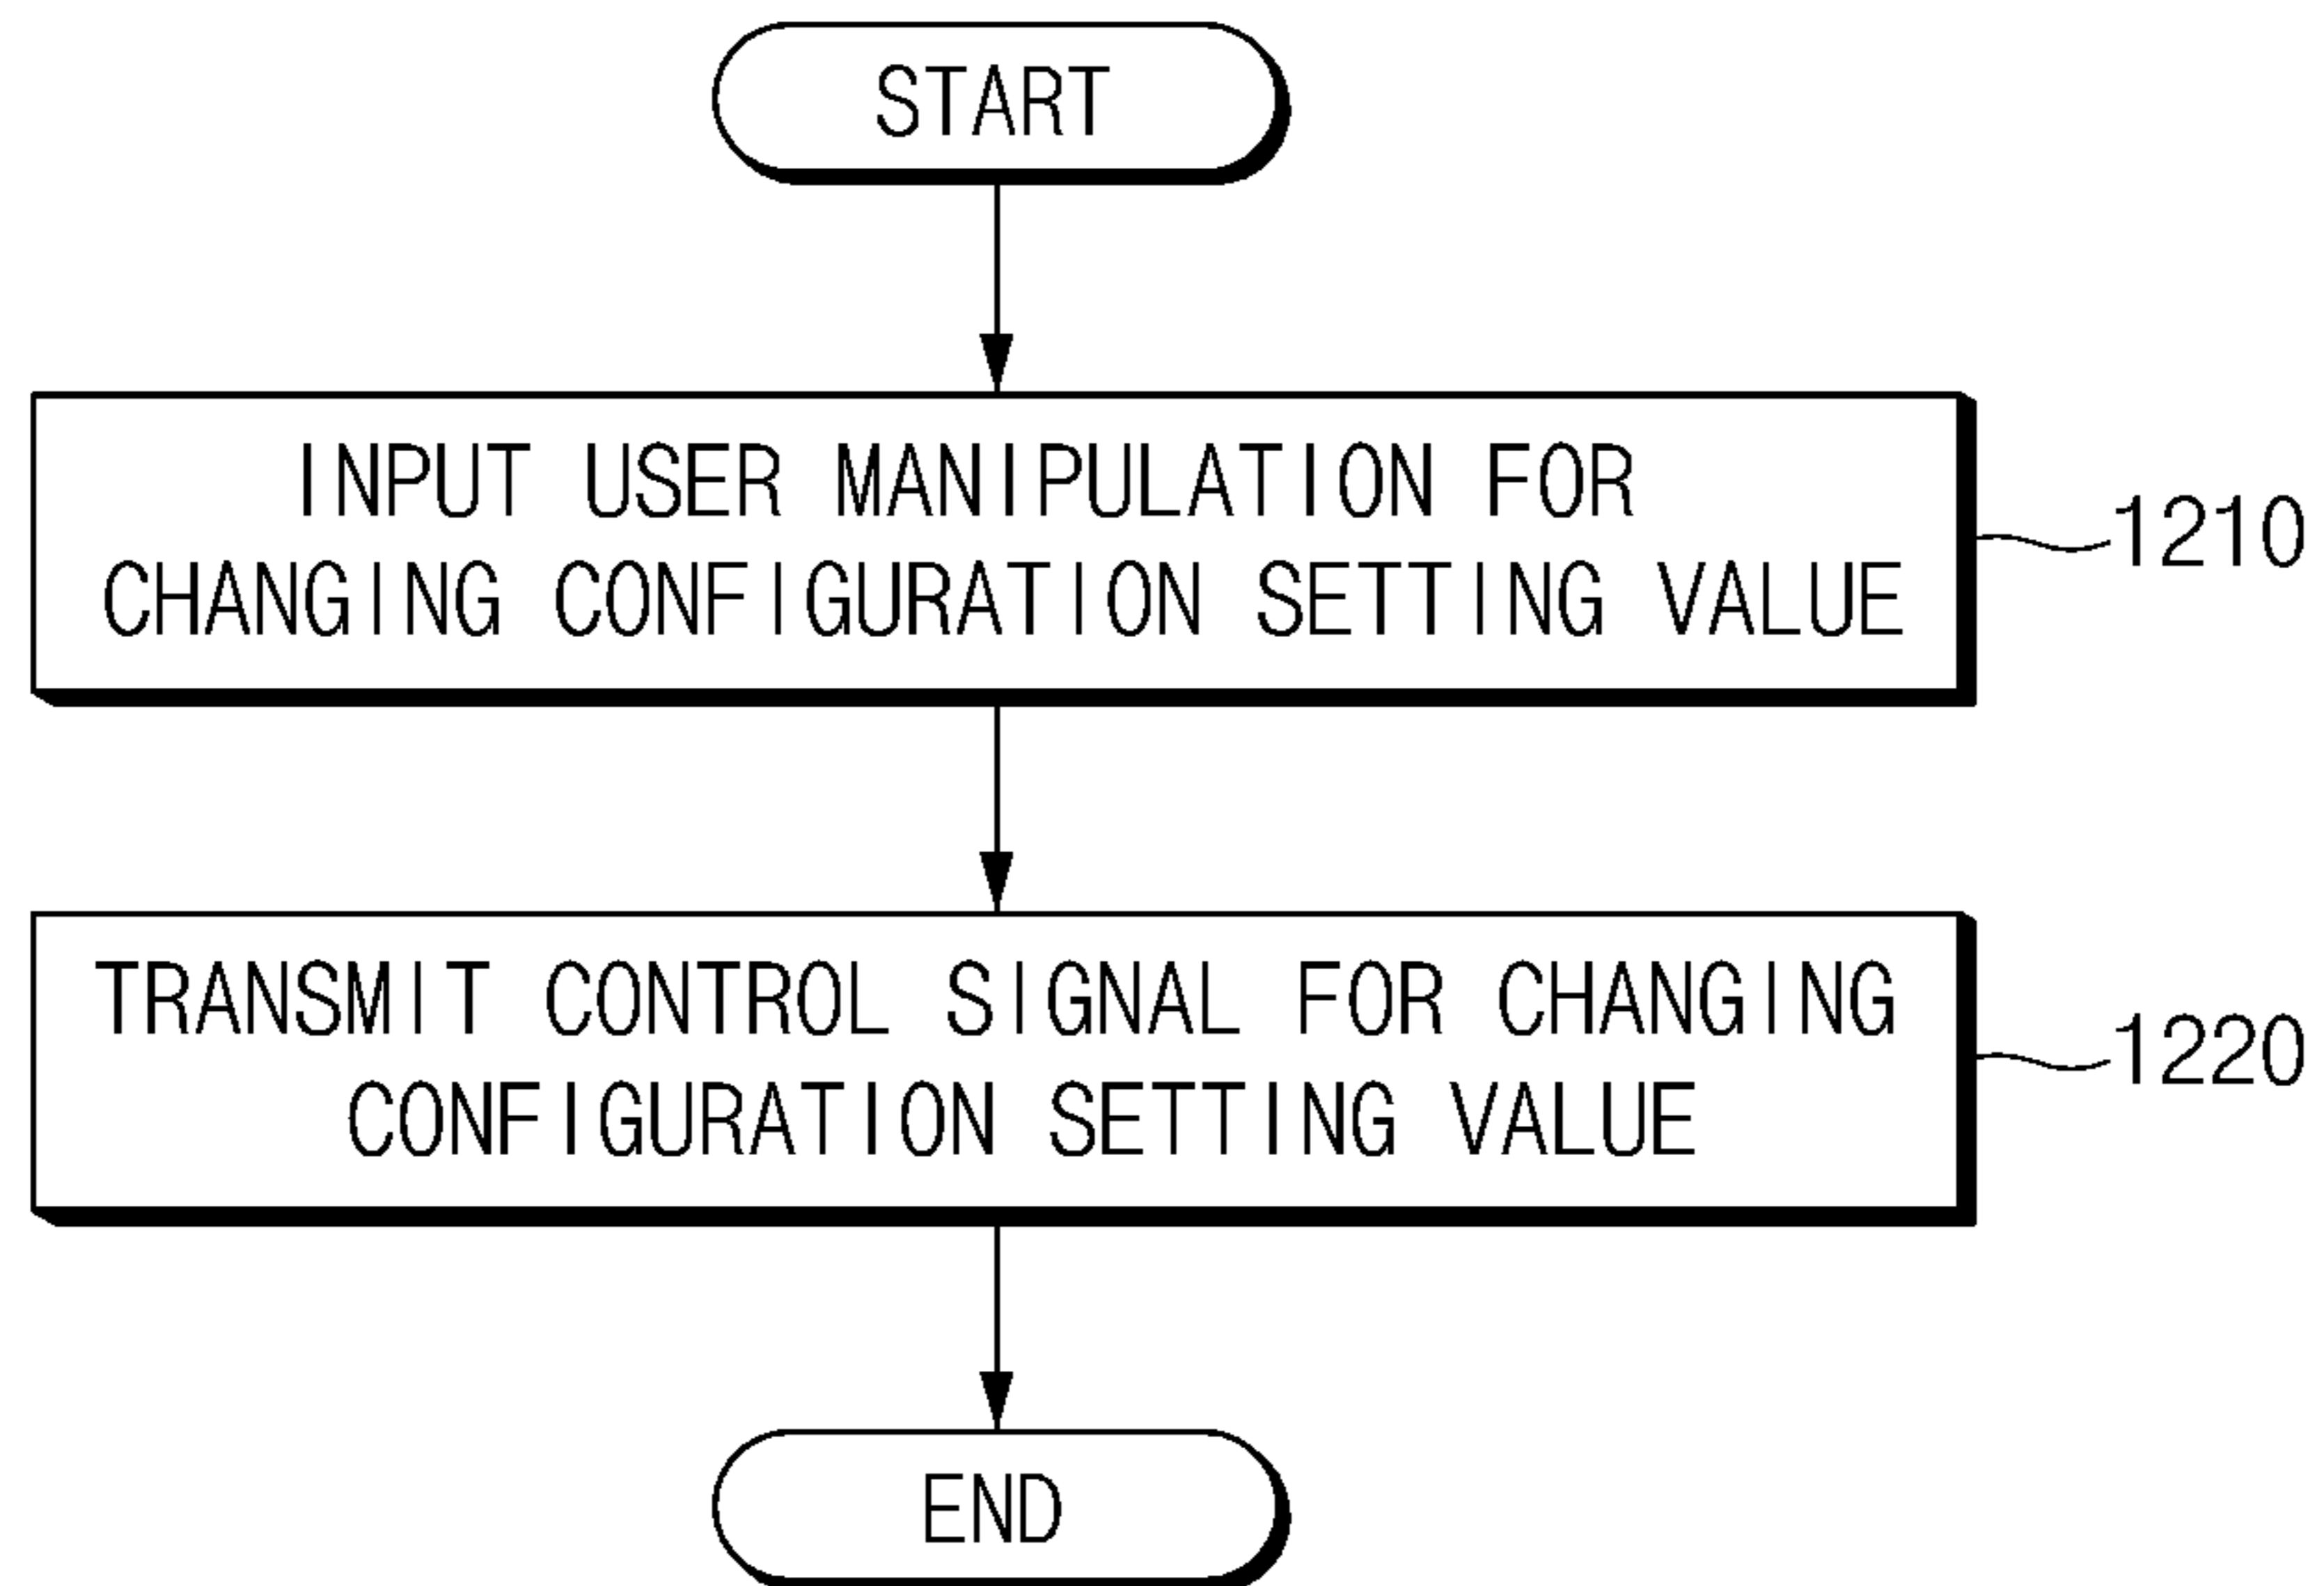 START
INPUT USER MANIPULATION FOR
CHANGING CONFIGURATION SETTING VALUE
1210
TRANSMIT CONTROL SIGNAL FOR CHANGING
CONFIGURATION SETTING VALUE
1220
END